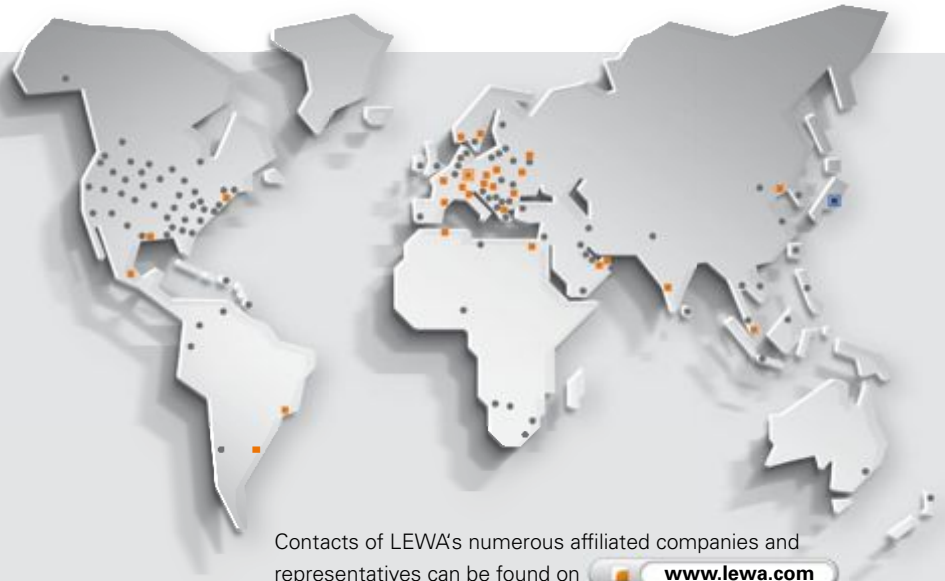 Contacts of LEWA‘s numerous affiliated companies and
representatives can be found on www.lewa.com